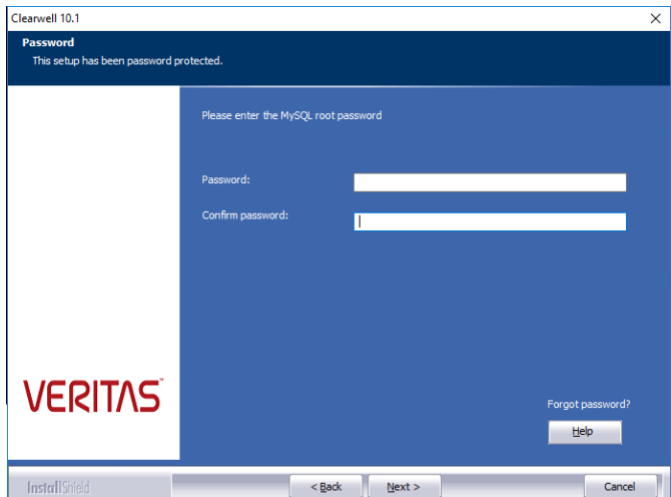 Clearwell 10.1
Password
This setup has been password protected.
Please enter the MySQL root password
Password:
Confirm password:
VERITAS™
Forgot password?
Help
InstallShield
< Back
Next >
Cancel